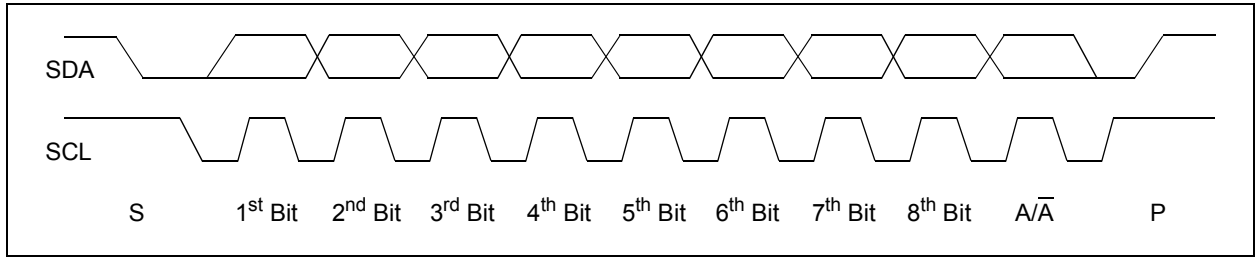 SDA
SCL
S 1st Bit 2nd Bit 3rd Bit 4th Bit 5th Bit 6th Bit 7th Bit 8th Bit A/A̅ P